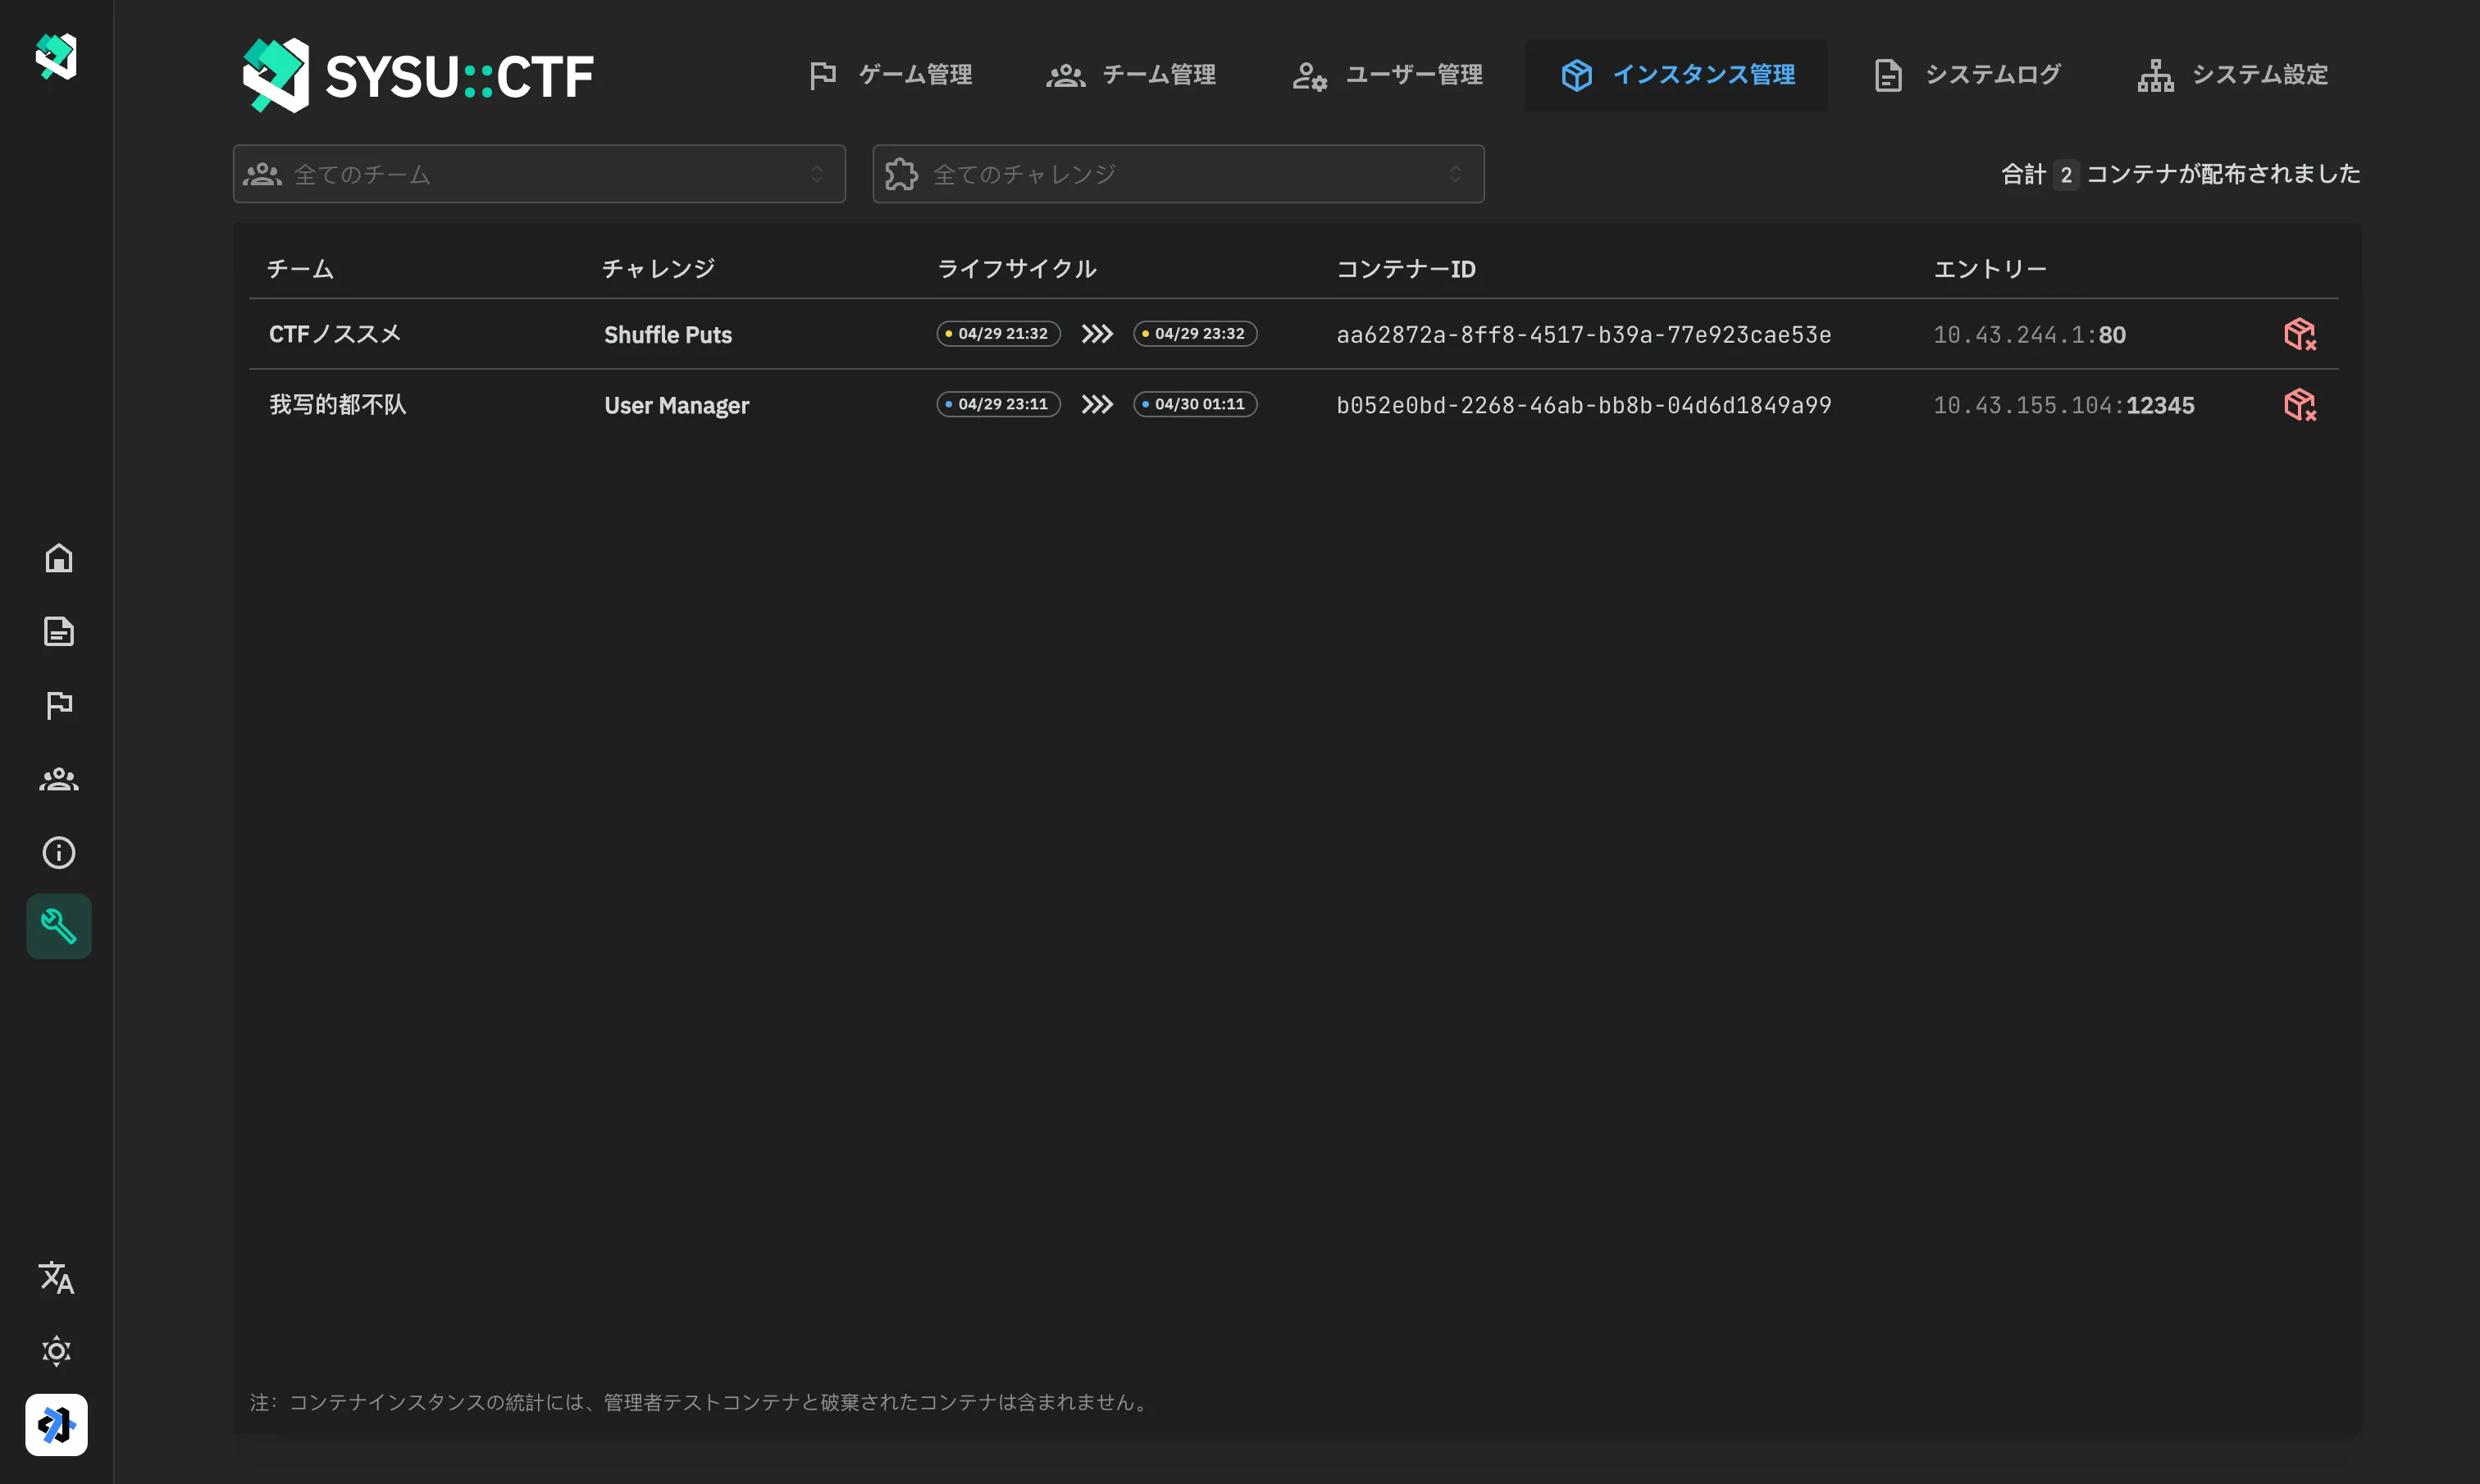 SYSU::CTF
ゲーム管理
チーム管理
ユーザー管理
インスタンス管理
システムログ
システム設定
全てのチーム
全てのチャレンジ
合計 2 コンテナが配布されました
チーム チャレンジ ライフサイクル コンテナーID エントリー
CTFノススメ Shuffle Puts 04/29 21:32 04/29 23:32 aa62872a-8ff8-4517-b39a-77e923cae53e 10.43.244.1:80
我写的都不队 User Manager 04/29 23:11 04/30 01:11 b052e0bd-2268-46ab-bb8b-04d6d1849a99 10.43.155.104:12345
注：コンテナインスタンスの統計には、管理者テストコンテナと破棄されたコンテナは含まれません。